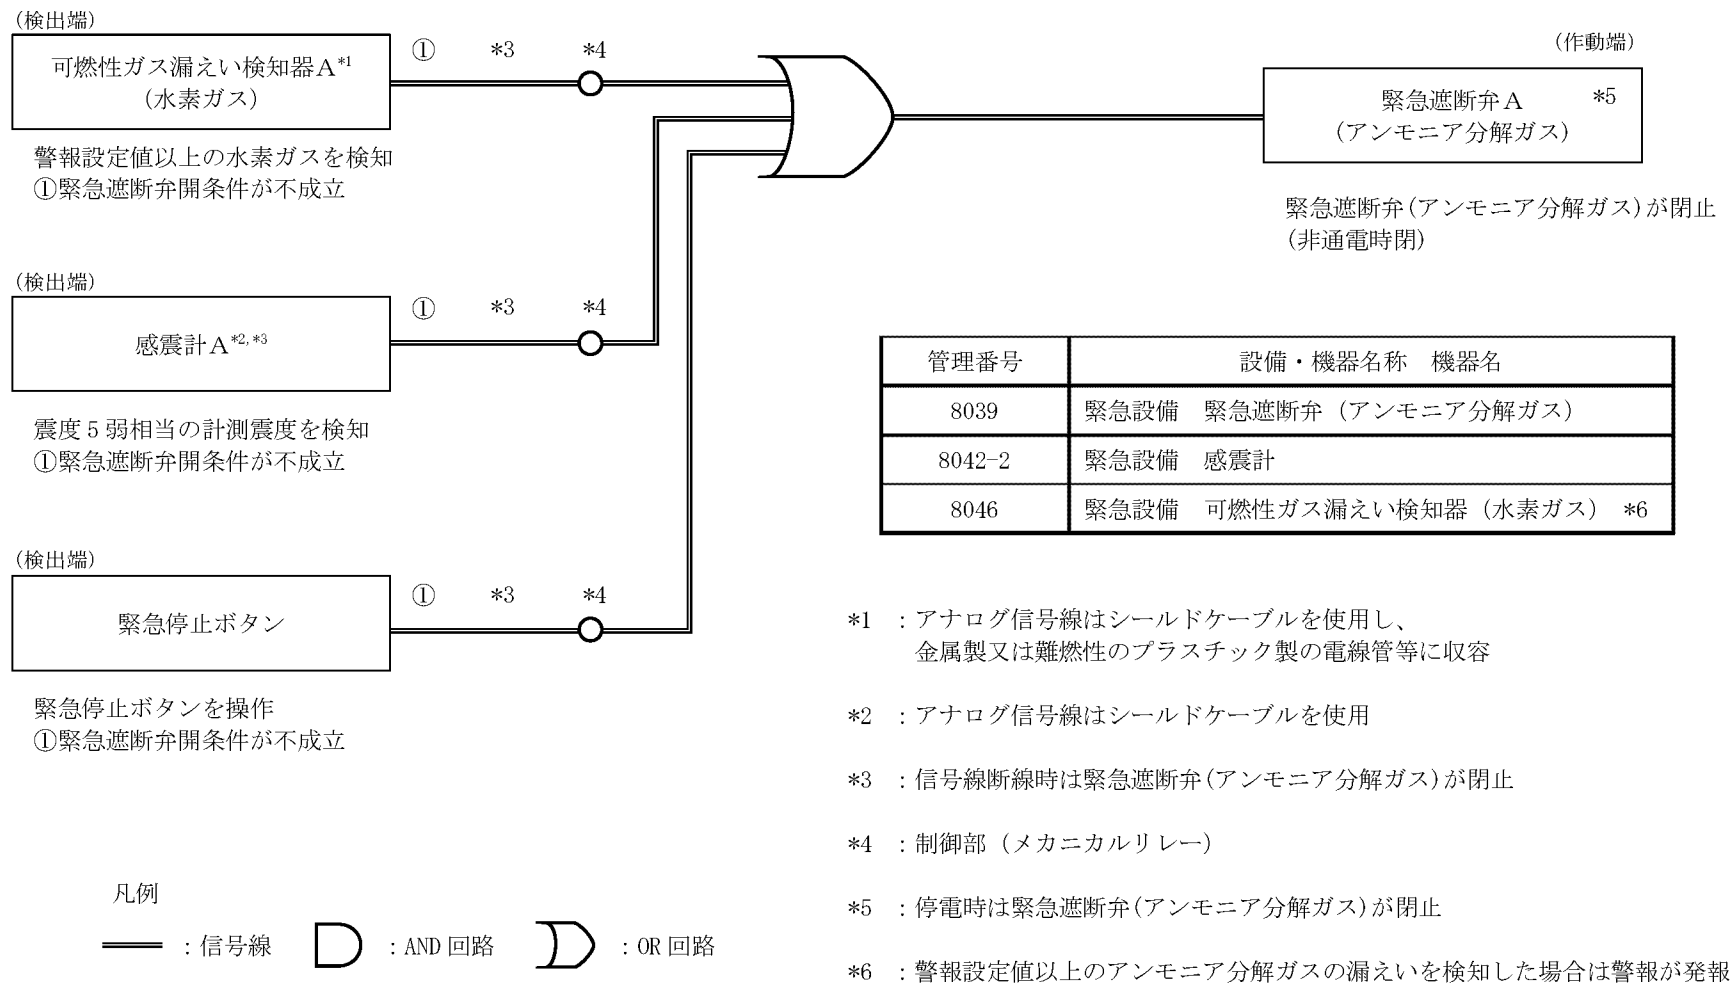 (検出端)
可燃性ガス漏えい検知器A*1
(水素ガス)
① *3 *4
警報設定値以上の水素ガスを検知
①緊急遮断弁開条件が不成立
(作動端)
緊急遮断弁A *5
(アンモニア分解ガス)
緊急遮断弁(アンモニア分解ガス)が閉止
(非通電時閉)
(検出端)
感震計A*2,*3
① *3 *4
震度5弱相当の計測震度を検知
①緊急遮断弁開条件が不成立
(検出端)
緊急停止ボタン
① *3 *4
緊急停止ボタンを操作
①緊急遮断弁開条件が不成立
管理番号 設備・機器名称 機器名
8039 緊急設備 緊急遮断弁（アンモニア分解ガス）
8042-2 緊急設備 感震計
8046 緊急設備 可燃性ガス漏えい検知器（水素ガス） *6
*1 ：アナログ信号線はシールドケーブルを使用し、
金属製又は難燃性のプラスチック製の電線管等に収容
*2 ：アナログ信号線はシールドケーブルを使用
*3 ：信号線断線時は緊急遮断弁(アンモニア分解ガス)が閉止
*4 ：制御部（メカニカルリレー）
*5 ：停電時は緊急遮断弁(アンモニア分解ガス)が閉止
*6 ：警報設定値以上のアンモニア分解ガスの漏えいを検知した場合は警報が発報
凡例
：信号線 ：AND回路 ：OR回路